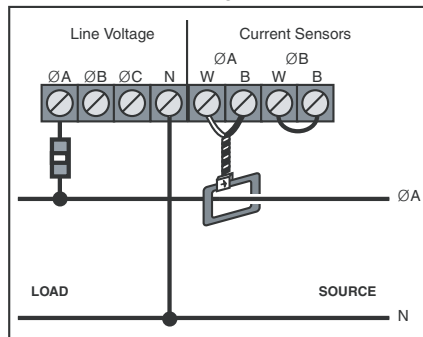 Line Voltage Current Sensors
ØA ØB
ØA ØB ØC N W B W B
ØA
LOAD SOURCE
N